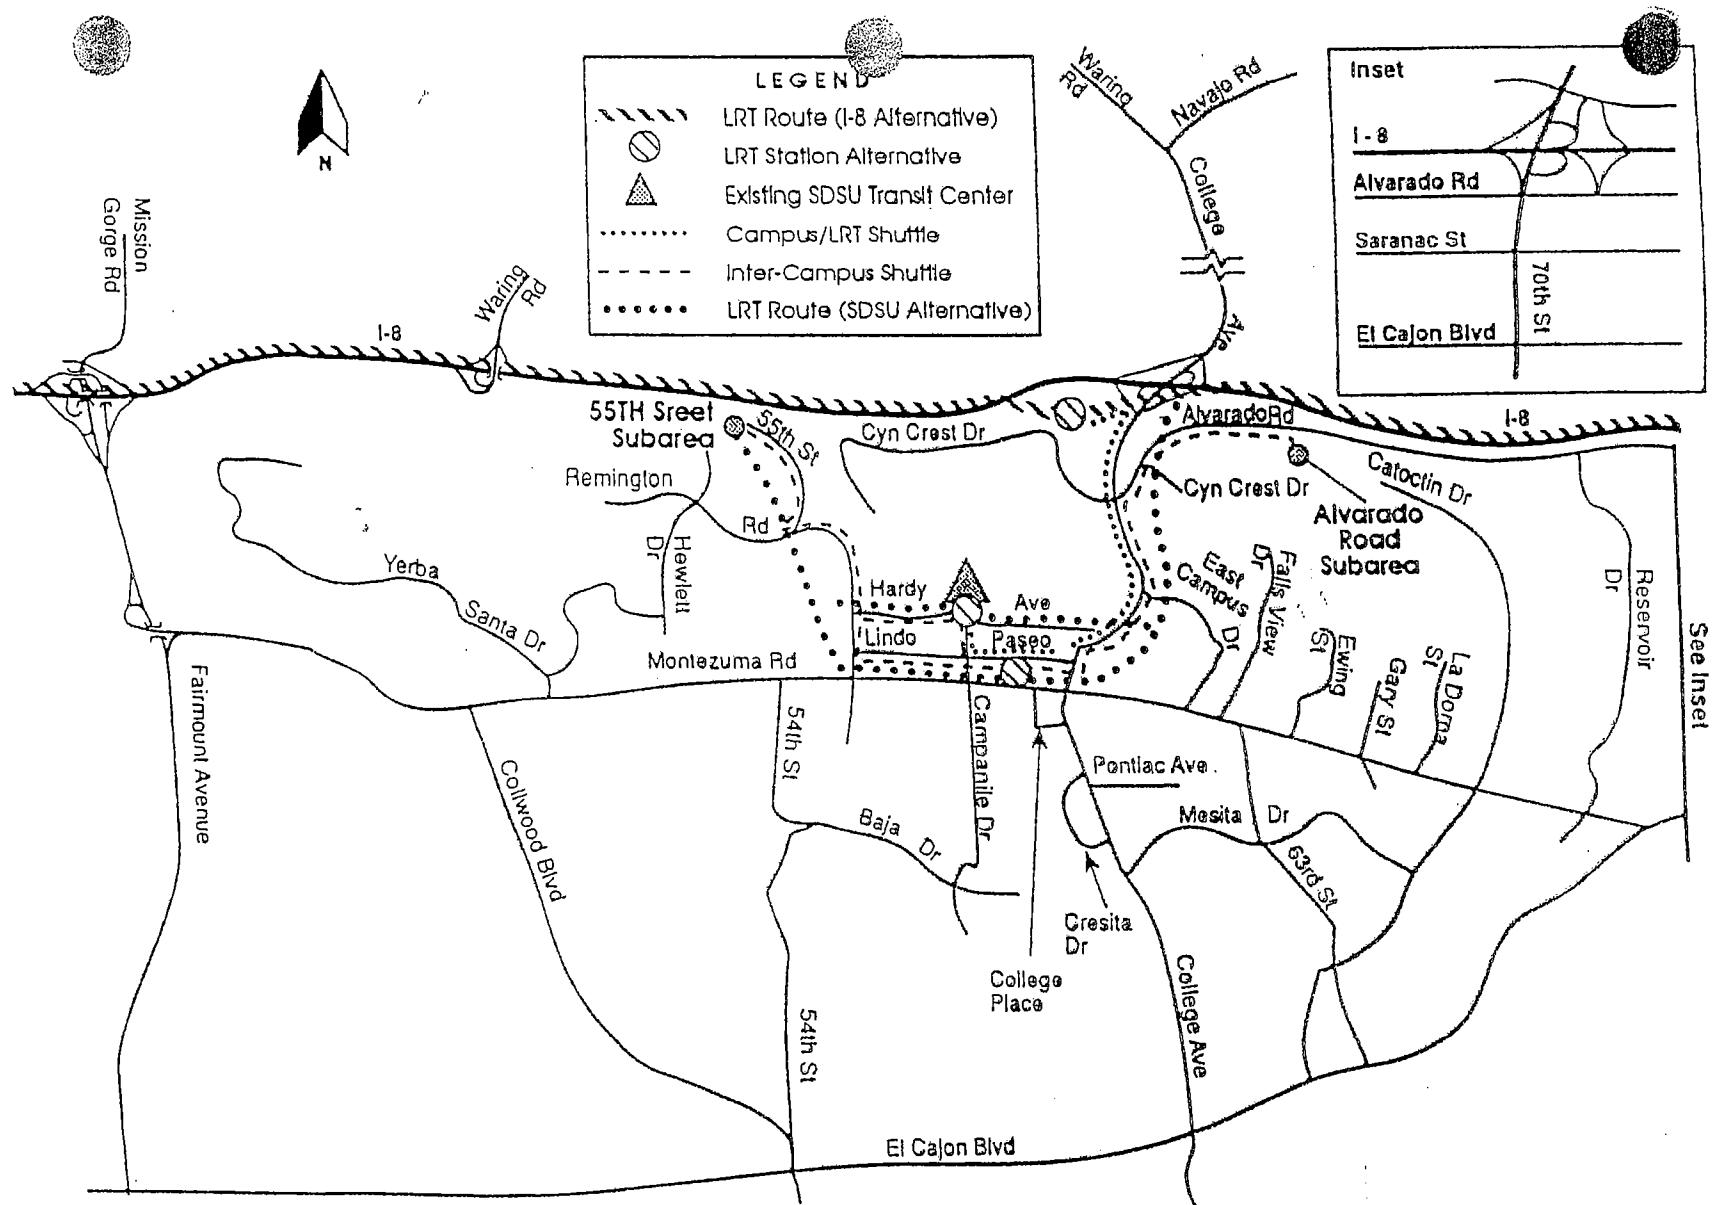 LEGEND
LRT Route (I-8 Alternative)
LRT Station Alternative
Existing SDSU Transit Center
Campus/LRT Shuttle
Inter-Campus Shuttle
LRT Route (SDSU Alternative)
N
Waring
Rd
Navajo Rd
College
Ave
Inset
I-8
Alvarado Rd
Saranac St
70th St
El Cajon Blvd
Mission
Gorge Rd
Waring
Rd
I-8
I-8
55TH Sreet
Subarea
55th St
Cyn Crest Dr
Alvarado Rd
Catoctin Dr
Cyn Crest Dr
Alvarado
Road
Subarea
Remington
Rd
Hewlett
Dr
Yerba
Santa Dr
Hardy
Ave
Lindo
Paseo
Montezuma Rd
East
Campus
Dr
Falls View
Dr
Ewing
St
Gary St
La Dorna
St
Reservoir
Dr
See Inset
Fairmount Avenue
Collwood Blvd
54th St
Campanile Dr
Baja
Dr
Pontiac Ave.
Mesita Dr
63rd St
Cresita
Dr
College
Place
54th St
College Ave
El Cajon Blvd